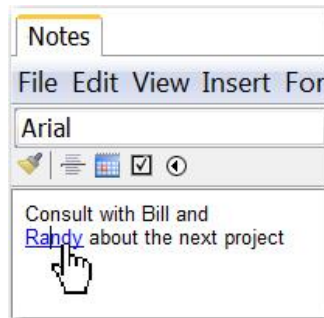 Notes
File Edit View Insert For
Arial
Consult with Bill and
Randy about the next project